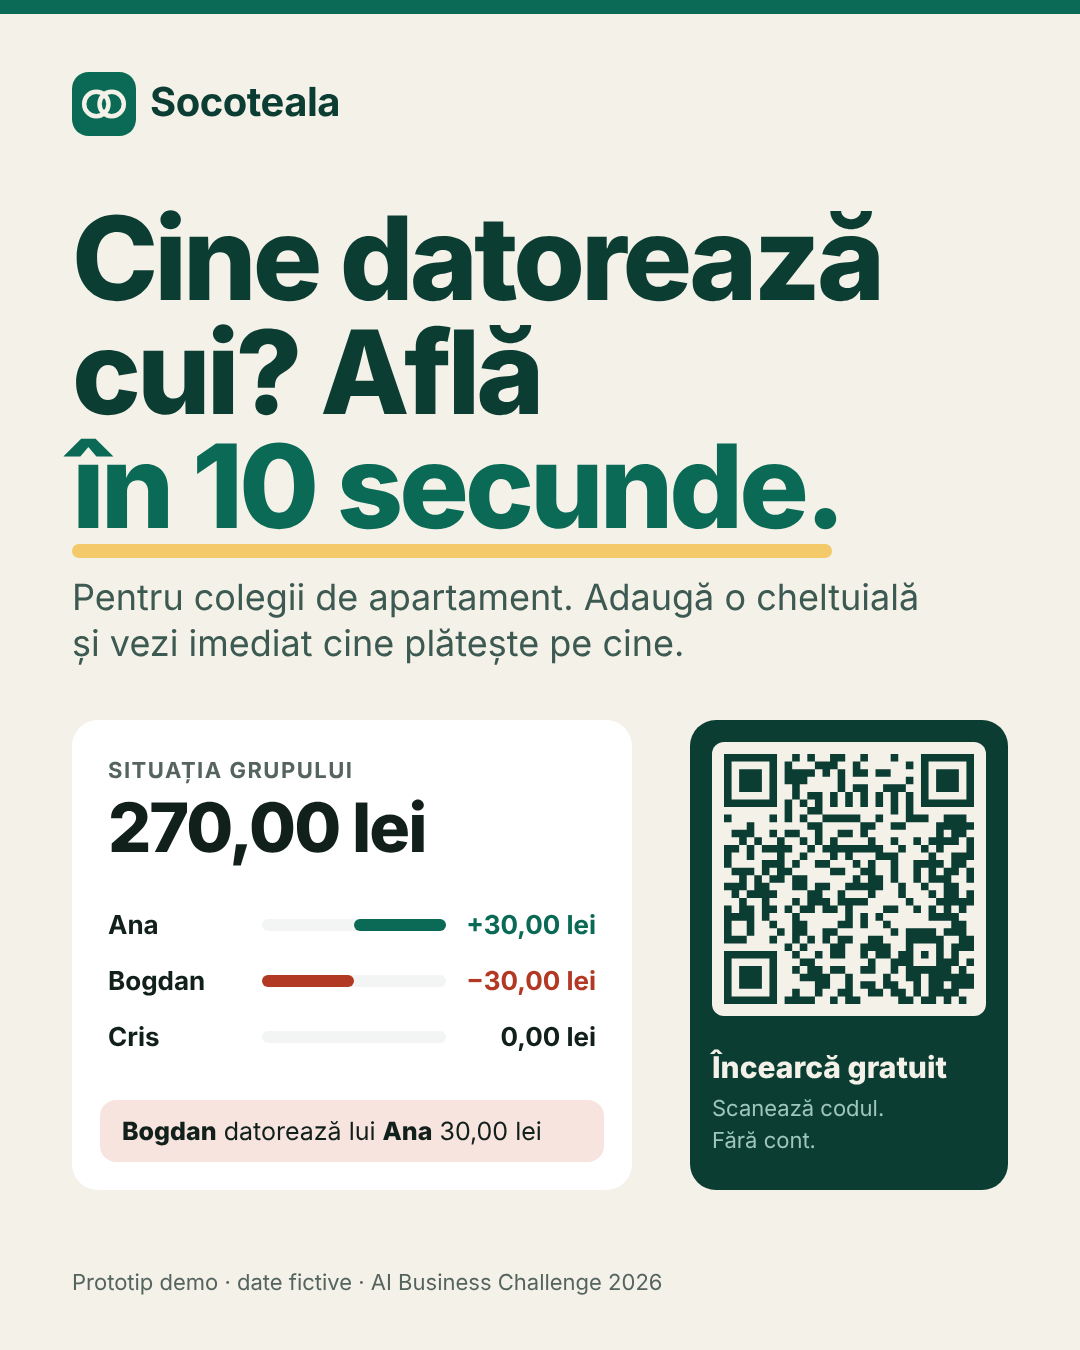 Socoteala
Cine datorează
cui? Află
în 10 secunde.
Pentru colegii de apartament. Adaugă o cheltuială
și vezi imediat cine plătește pe cine.
SITUAȚIA GRUPULUI
270,00 lei
Ana +30,00 lei
Bogdan −30,00 lei
Cris 0,00 lei
Bogdan datorează lui Ana 30,00 lei
Încearcă gratuit
Scanează codul.
Fără cont.
Prototip demo · date fictive · AI Business Challenge 2026